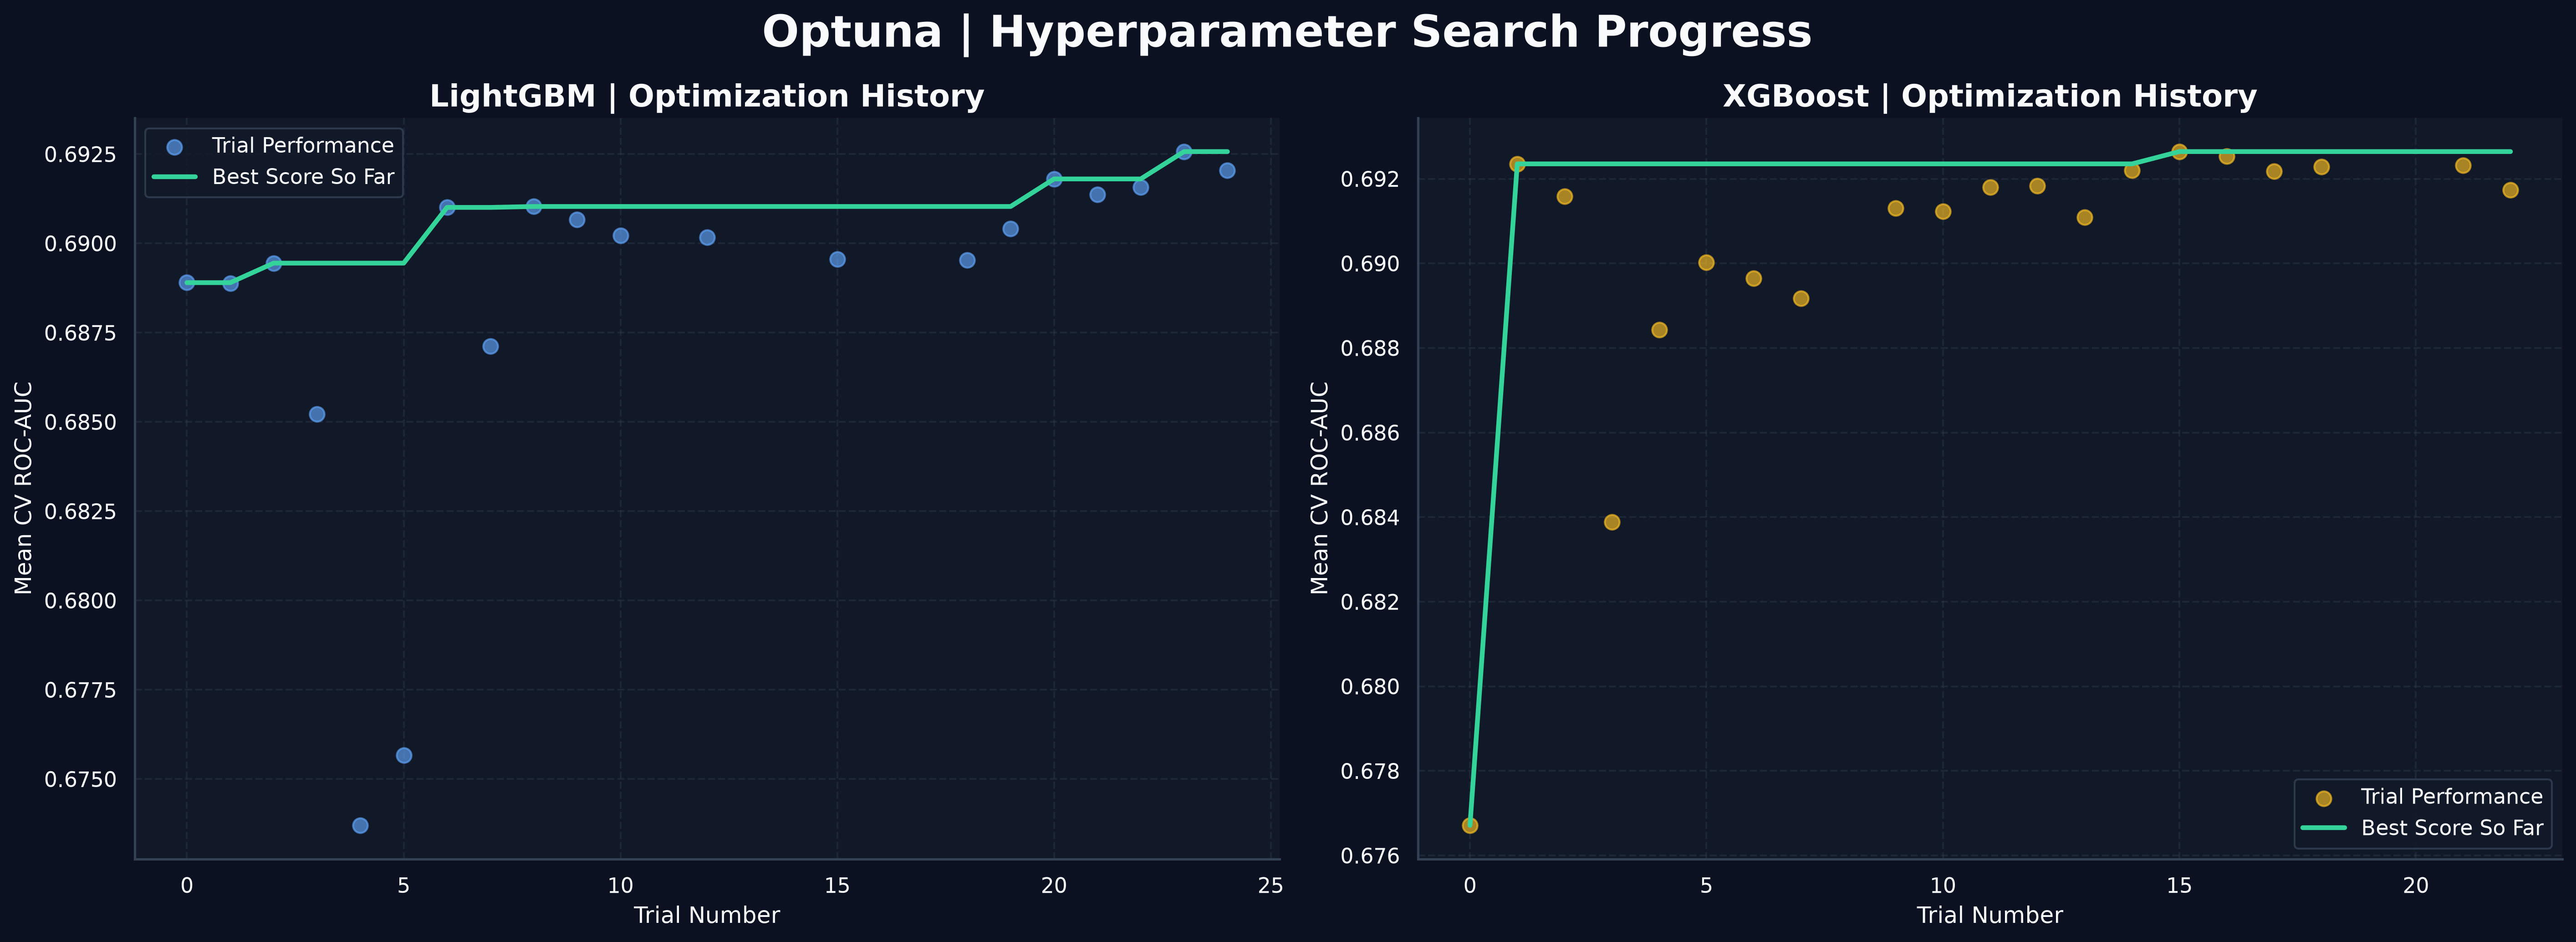 Optuna | Hyperparameter Search Progress
LightGBM | Optimization History
Trial Performance
Best Score So Far
Mean CV ROC-AUC
0.6925
0.6900
0.6875
0.6850
0.6825
0.6800
0.6775
0.6750
0
5
10
15
20
25
Trial Number
XGBoost | Optimization History
Mean CV ROC-AUC
0.692
0.690
0.688
0.686
0.684
0.682
0.680
0.678
0.676
Trial Performance
Best Score So Far
0
5
10
15
20
Trial Number